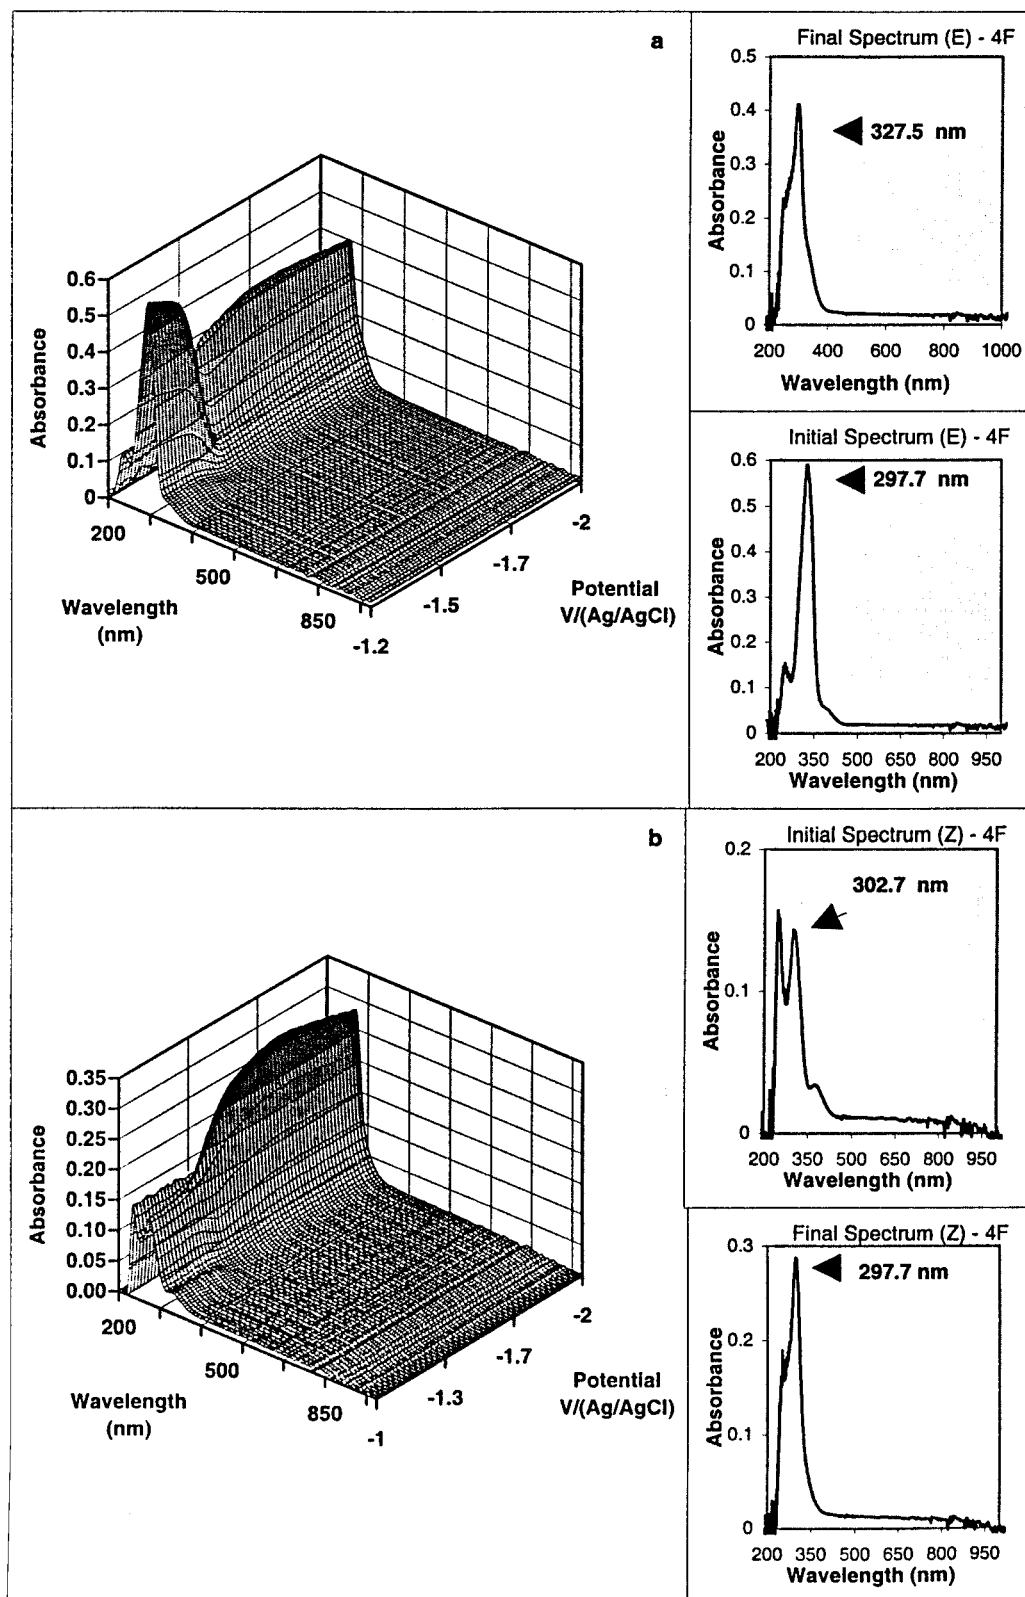 a
0.6
0.5
0.4
0.3
0.2
0.1
0
Absorbance
200
500
850
Wavelength
(nm)
-1.2
-1.5
-1.7
-2
Potential
V/(Ag/AgCl)
Final Spectrum (E) - 4F
0.5
0.4
0.3
0.2
0.1
0
Absorbance
327.5 nm
200 400 600 800 1000
Wavelength (nm)
Initial Spectrum (E) - 4F
0.6
0.5
0.4
0.3
0.2
0.1
0
Absorbance
297.7 nm
200 350 500 650 800 950
Wavelength (nm)
b
0.35
0.30
0.25
0.20
0.15
0.10
0.05
0.00
Absorbance
200
500
850
Wavelength
(nm)
-1
-1.3
-1.7
-2
Potential
V/(Ag/AgCl)
Initial Spectrum (Z) - 4F
0.2
0.1
0
Absorbance
302.7 nm
200 350 500 650 800 950
Wavelength (nm)
Final Spectrum (Z) - 4F
0.3
0.2
0.1
0
Absorbance
297.7 nm
200 350 500 650 800 950
Wavelength (nm)